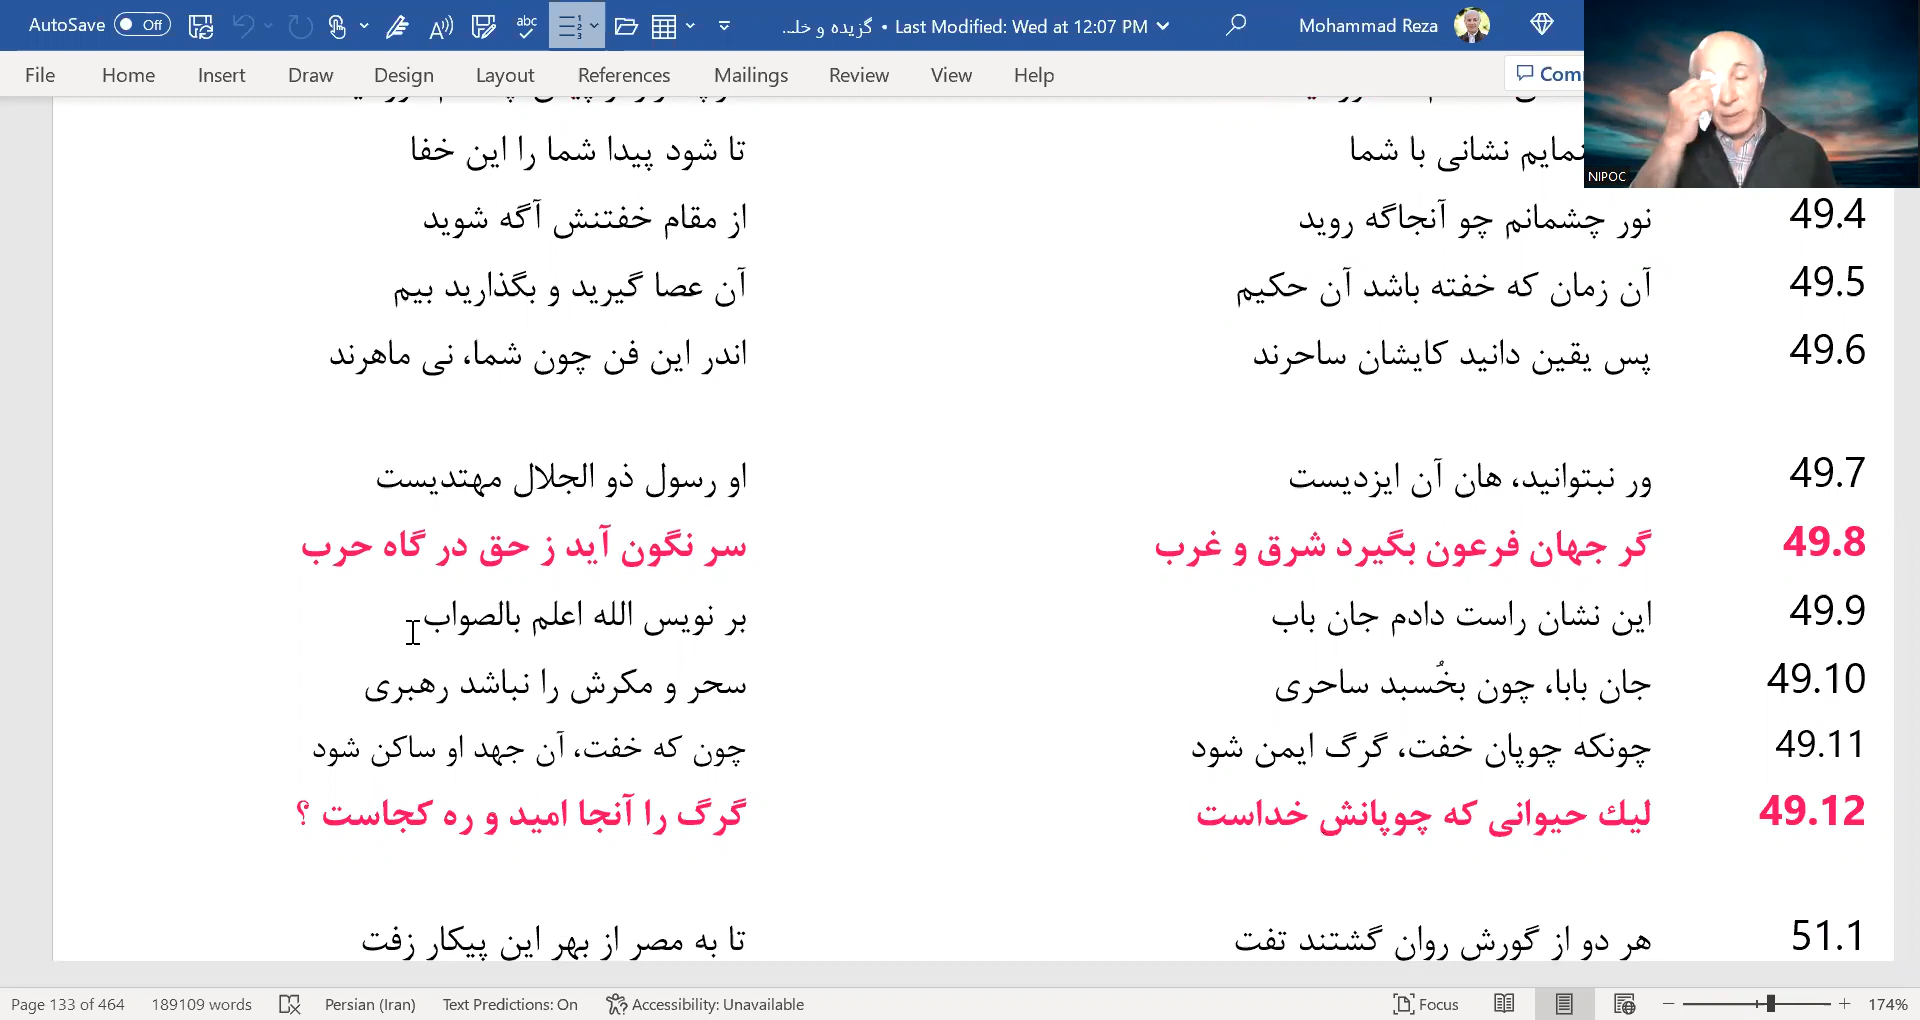 AutoSave Off abc گزیده و خلـ... • Last Modified: Wed at 12:07 PM Mohammad Reza
File Home Insert Draw Design Layout References Mailings Review View Help Com
NIPOC
نمایم نشانی با شما تا شود پیدا شما را این خفا
49.4 نور چشمانم چو آنجاگه روید از مقام خفتنش آگه شوید
49.5 آن زمان که خفته باشد آن حکیم آن عصا گیرید و بگذارید بیم
49.6 پس یقین دانید کایشان ساحرند اندر این فن چون شما، نی ماهرند
49.7 ور نبتوانید، هان آن ایزدیست او رسول ذو الجلال مهتدیست
49.8 گر جهان فرعون بگیرد شرق و غرب سر نگون آید ز حق در گاه حرب
49.9 این نشان راست دادم جان باب بر نویس الله اعلم بالصواب
49.10 جان بابا، چون بخُسبد ساحری سحر و مکرش را نباشد رهبری
49.11 چونکه چوپان خفت، گرگ ایمن شود چون که خفت، آن جهد او ساکن شود
49.12 لیك حیوانی که چوپانش خداست گرگ را آنجا امید و ره کجاست ؟
51.1 هر دو از گورش روان گشتند تفت تا به مصر از بهر این پیکار زفت
Page 133 of 464 189109 words Persian (Iran) Text Predictions: On Accessibility: Unavailable Focus 174%